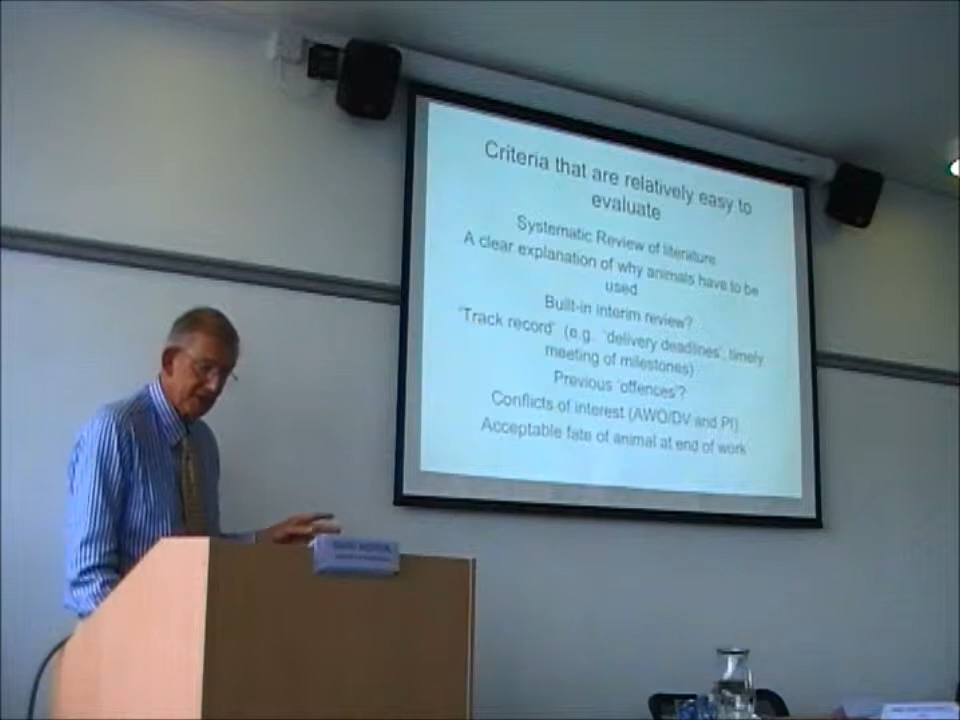 Criteria that are relatively easy to
evaluate
Systematic Review of literature
A clear explanation of why animals have to be
used
Built-in interim review?
'Track record' (e.g. 'delivery deadlines', timely
meeting of milestones)
Previous 'offences'?
Conflicts of interest (AWO/DV and PI)
Acceptable fate of animal at end of work